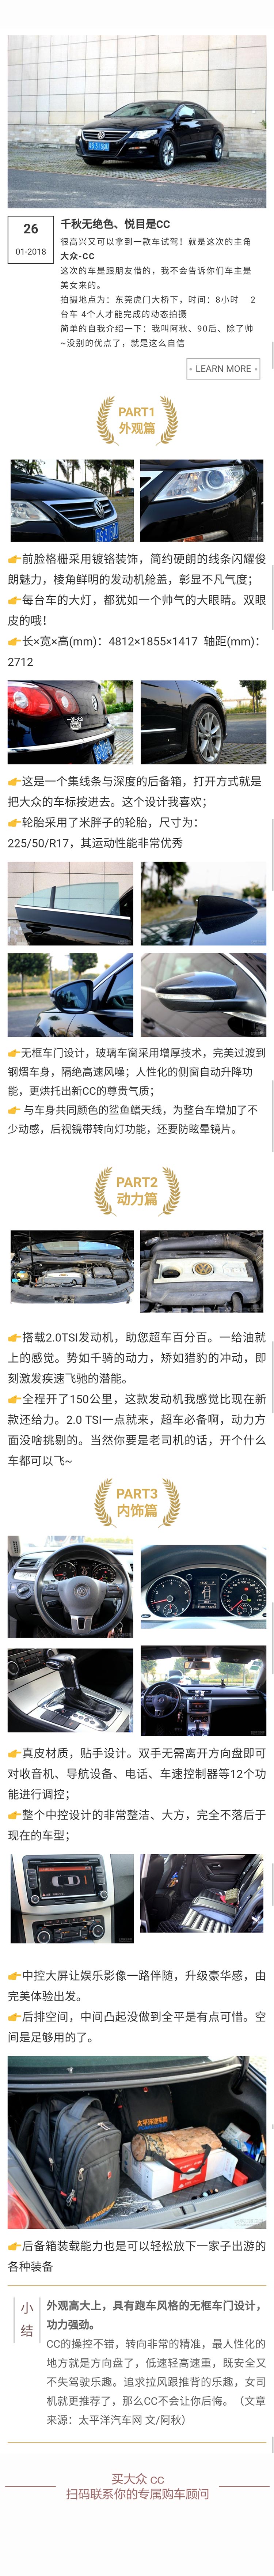 26
01-2018
千秋无绝色、悦目是CC
很高兴又可以拿到一款车试驾！就是这次的主角
大众-CC
这次的车是跟朋友借的，我不会告诉你们车主是
美女来的。
拍摄地点为：东莞虎门大桥下，时间：8小时 2
台车 4个人才能完成的动态拍摄
简单的自我介绍一下：我叫阿秋、90后、除了帅
~没别的优点了，就是这么自信
LEARN MORE
PART1
外观篇
👉前脸格栅采用镀铬装饰，简约硬朗的线条闪耀俊
朗魅力，棱角鲜明的发动机舱盖，彰显不凡气度；
👉每台车的大灯，都犹如一个帅气的大眼睛。双眼
皮的哦！
👉长×宽×高(mm)：4812×1855×1417 轴距(mm)：
2712
👉这是一个集线条与深度的后备箱，打开方式就是
把大众的车标按进去。这个设计我喜欢；
👉轮胎采用了米胖子的轮胎，尺寸为：
225/50/R17，其运动性能非常优秀
👉无框车门设计，玻璃车窗采用增厚技术，完美过渡到
钢熠车身，隔绝高速风噪；人性化的侧窗自动升降功
能，更烘托出新CC的尊贵气质；
👉 与车身共同颜色的鲨鱼鳍天线，为整台车增加了不
少动感，后视镜带转向灯功能，还要防眩晕镜片。
PART2
动力篇
👉搭载2.0TSI发动机，助您超车百分百。一给油就
上的感觉。势如千骑的动力，矫如猎豹的冲动，即
刻激发疾速飞驰的潜能。
👉全程开了150公里，这款发动机我感觉比现在新
款还给力。2.0 TSI一点就来，超车必备啊，动力方
面没啥挑剔的。当然你要是老司机的话，开个什么
车都可以飞~
PART3
内饰篇
👉真皮材质，贴手设计。双手无需离开方向盘即可
对收音机、导航设备、电话、车速控制器等12个功
能进行调控；
👉整个中控设计的非常整洁、大方，完全不落后于
现在的车型；
👉中控大屏让娱乐影像一路伴随，升级豪华感，由
完美体验出发。
👉后排空间，中间凸起没做到全平是有点可惜。空
间是足够用的了。
👉后备箱装载能力也是可以轻松放下一家子出游的
各种装备
小
结
外观高大上，具有跑车风格的无框车门设计，
功力强劲。
CC的操控不错，转向非常的精准，最人性化的
地方就是方向盘了，低速轻高速重，既安全又
不失驾驶乐趣。追求拉风跟推背的乐趣，女司
机就更推荐了，那么CC不会让你后悔。（文章
来源：太平洋汽车网 文/阿秋）
买大众 CC
扫码联系你的专属购车顾问